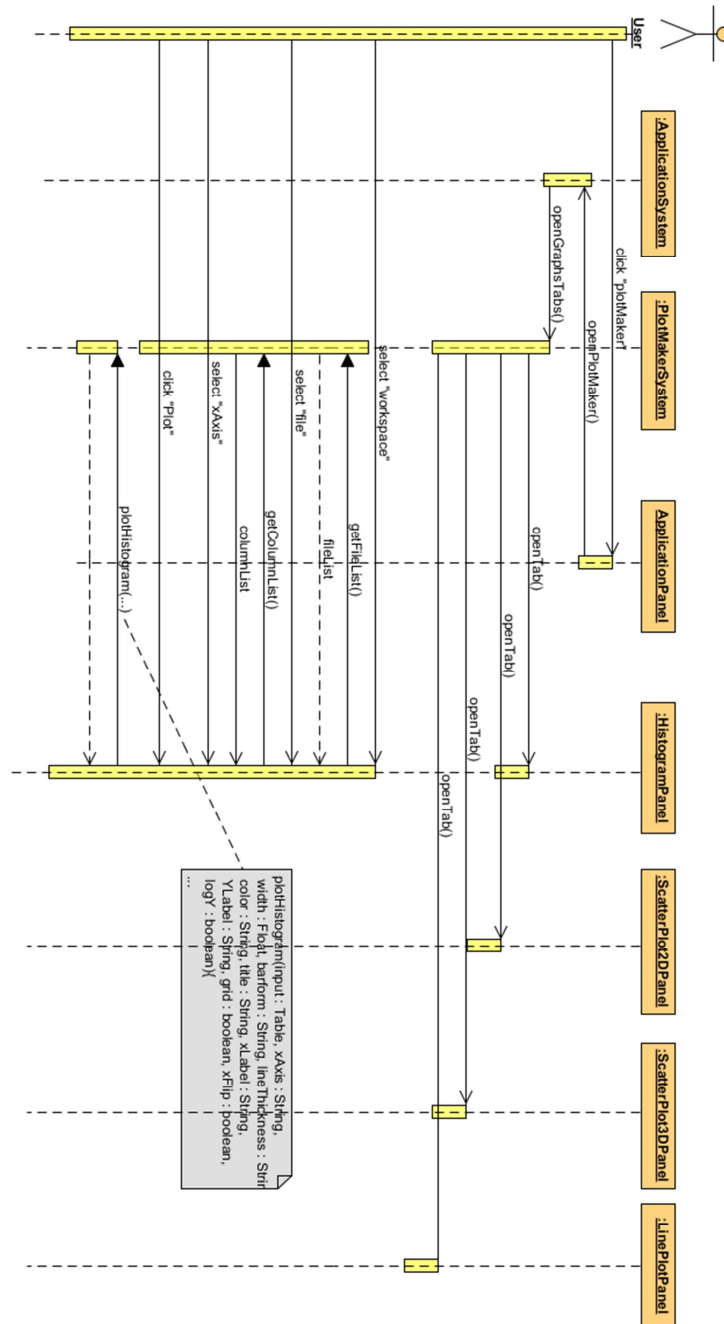 User
:ApplicationSystem
:PlotMakerSystem
ApplicationPanel
:HistogramPanel
:ScatterPlot2DPanel
:ScatterPlot3DPanel
:LinePlotPanel
click "plotMaker"
openPlotMaker()
openGraphsTabs()
openTab()
openTab()
openTab()
openTab()
select "workspace"
getFileList()
fileList
select "file"
getColumnList()
columnList
select "xAxis"
click "Plot"
plotHistogram(...)
plotHistogram(input : Table, xAxis : String,
width : Float, barform : String, lineThickness : Strin
color : String, title : String, xLabel : String,
YLabel : String, grid : boolean, xFlip : boolean,
logY : boolean){
...